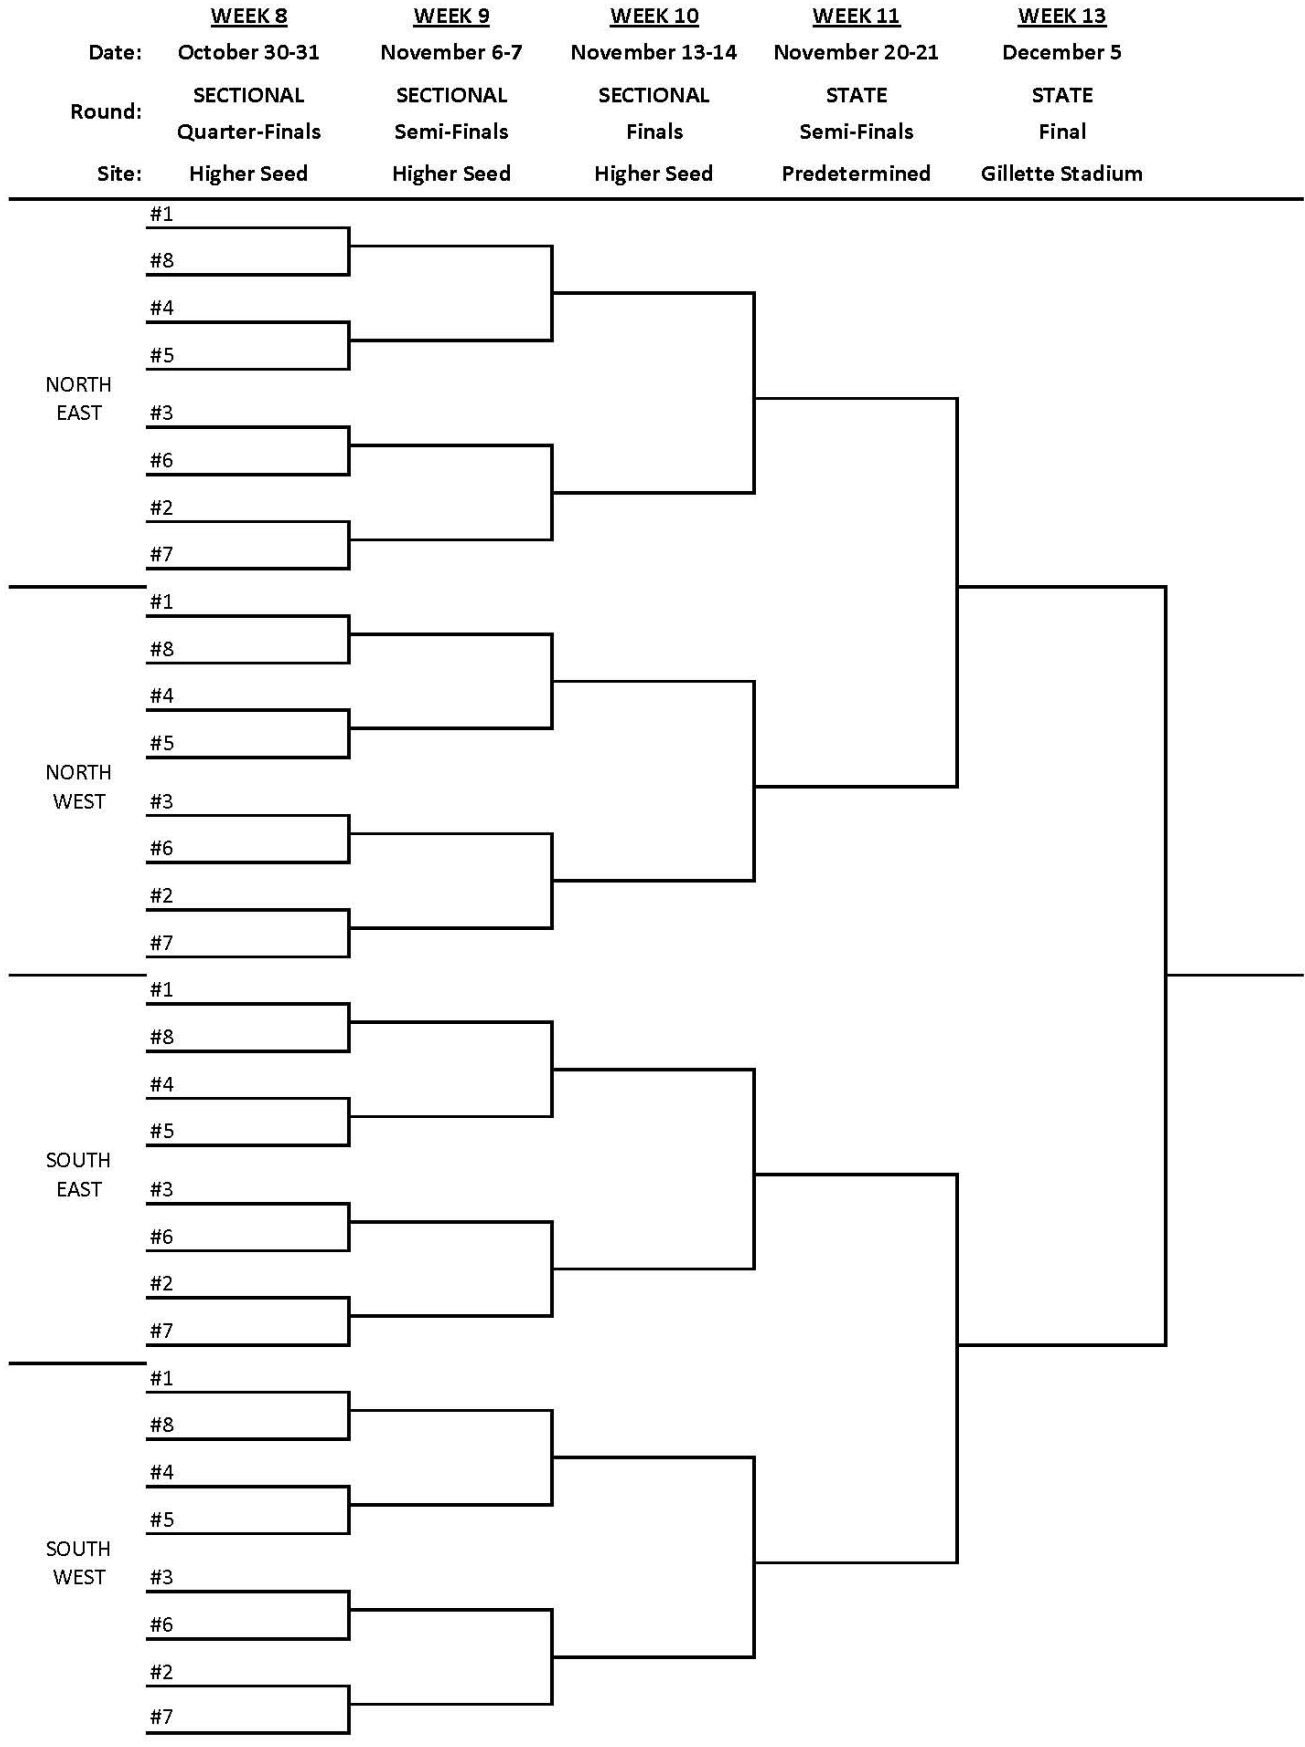 WEEK 8 WEEK 9 WEEK 10 WEEK 11 WEEK 13
Date: October 30-31 November 6-7 November 13-14 November 20-21 December 5
SECTIONAL SECTIONAL SECTIONAL STATE STATE
Round:
Quarter-Finals Semi-Finals Finals Semi-Finals Final
Site: Higher Seed Higher Seed Higher Seed Predetermined Gillette Stadium
#1
#8
#4
#5
NORTH
EAST
#3
#6
#2
#7
#1
#8
#4
#5
NORTH
WEST
#3
#6
#2
#7
#1
#8
#4
#5
SOUTH
EAST
#3
#6
#2
#7
#1
#8
#4
#5
SOUTH
WEST
#3
#6
#2
#7